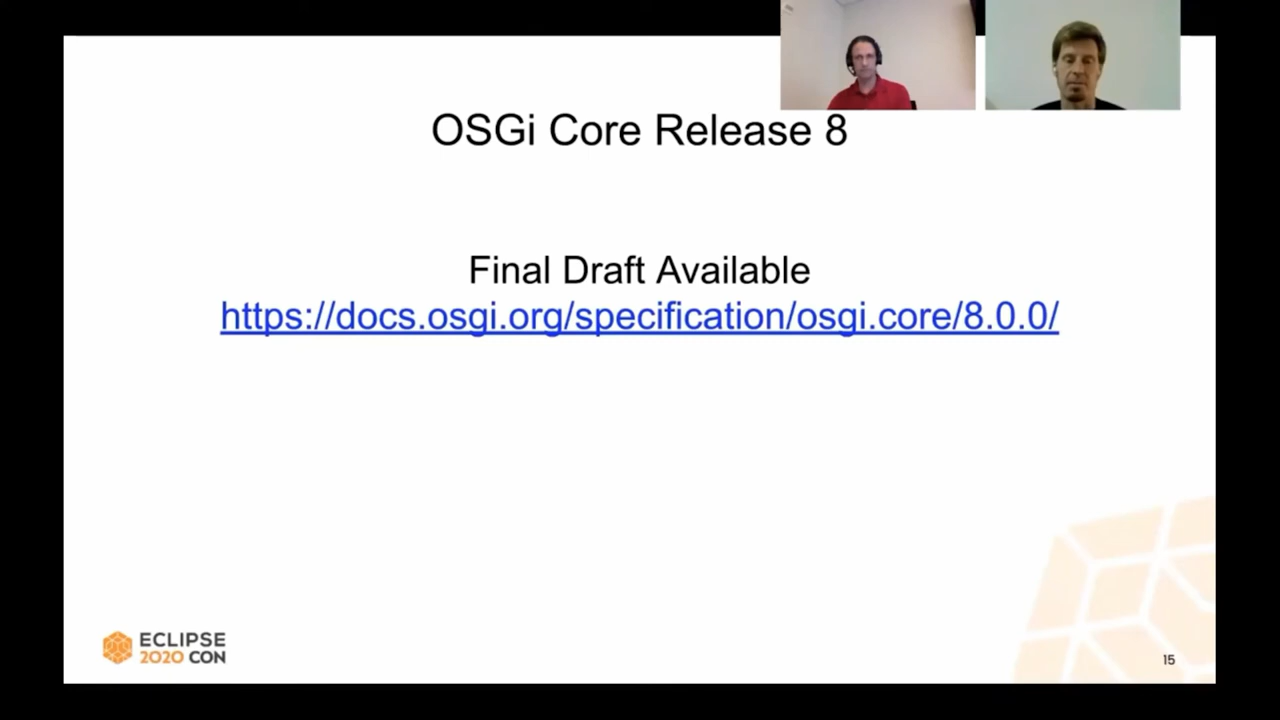 OSGi Core Release 8
Final Draft Available
https://docs.osgi.org/specification/osgi.core/8.0.0/
ECLIPSE
2020 CON
15